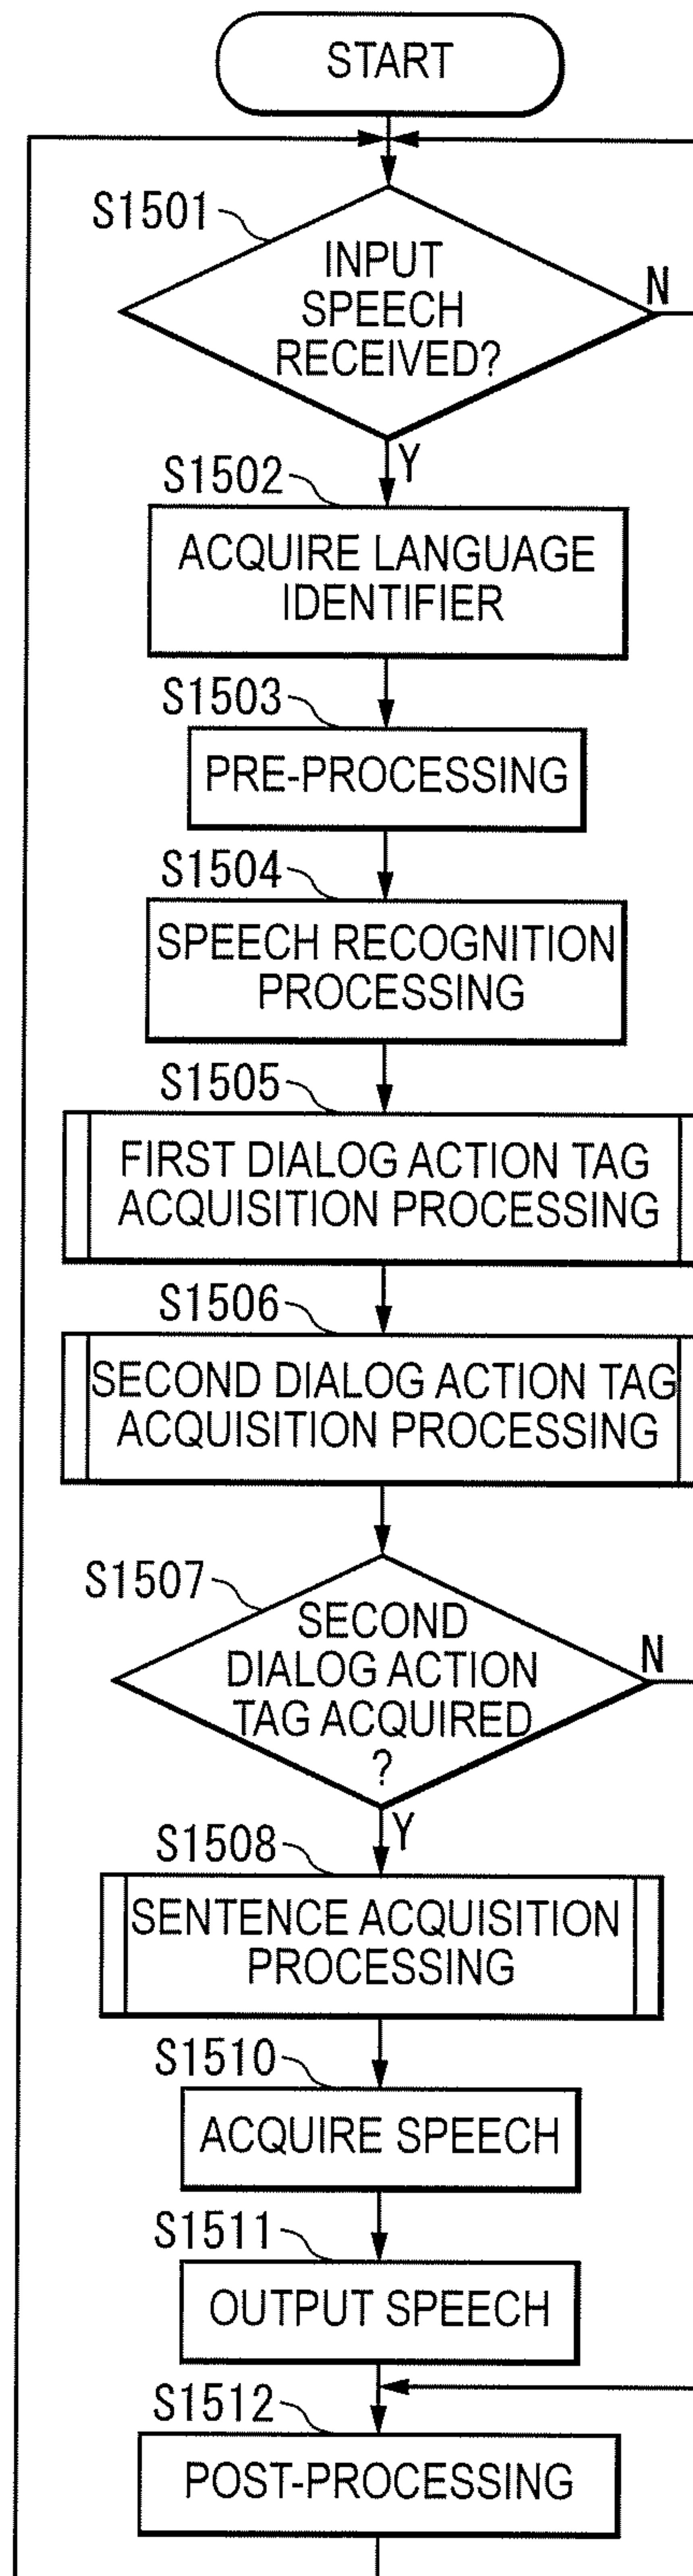 START
S1501
INPUT
SPEECH
RECEIVED?
N
Y
S1502
ACQUIRE LANGUAGE
IDENTIFIER
S1503
PRE-PROCESSING
S1504
SPEECH RECOGNITION
PROCESSING
S1505
FIRST DIALOG ACTION TAG
ACQUISITION PROCESSING
S1506
SECOND DIALOG ACTION TAG
ACQUISITION PROCESSING
S1507
SECOND
DIALOG ACTION
TAG ACQUIRED
?
N
Y
S1508
SENTENCE ACQUISITION
PROCESSING
S1510
ACQUIRE SPEECH
S1511
OUTPUT SPEECH
S1512
POST-PROCESSING